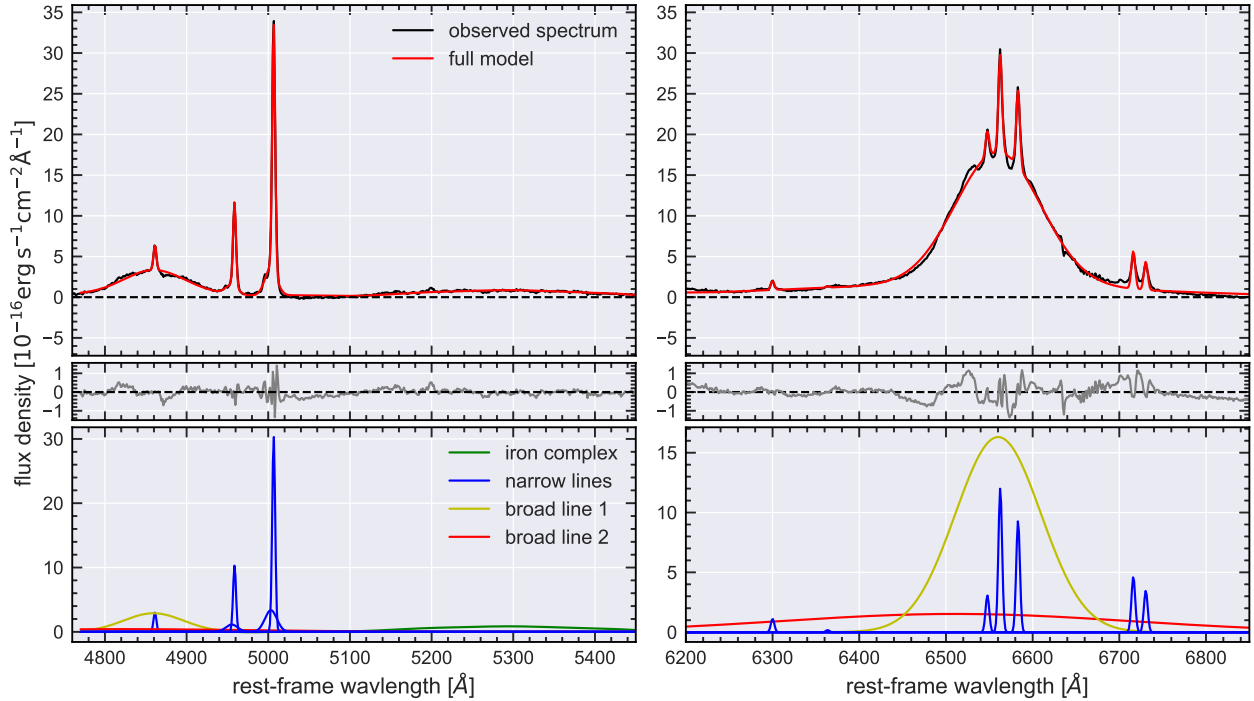 35
30
25
20
15
10
5
0
−5
observed spectrum
full model
35
30
25
20
15
10
5
0
−5
1
0
−1
1
0
−1
flux density [10⁻¹⁶erg s⁻¹cm⁻²Å⁻¹]
30
20
10
0
iron complex
narrow lines
broad line 1
broad line 2
15
10
5
0
4800 4900 5000 5100 5200 5300 5400
6200 6300 6400 6500 6600 6700 6800
rest-frame wavlength [Å]
rest-frame wavlength [Å]